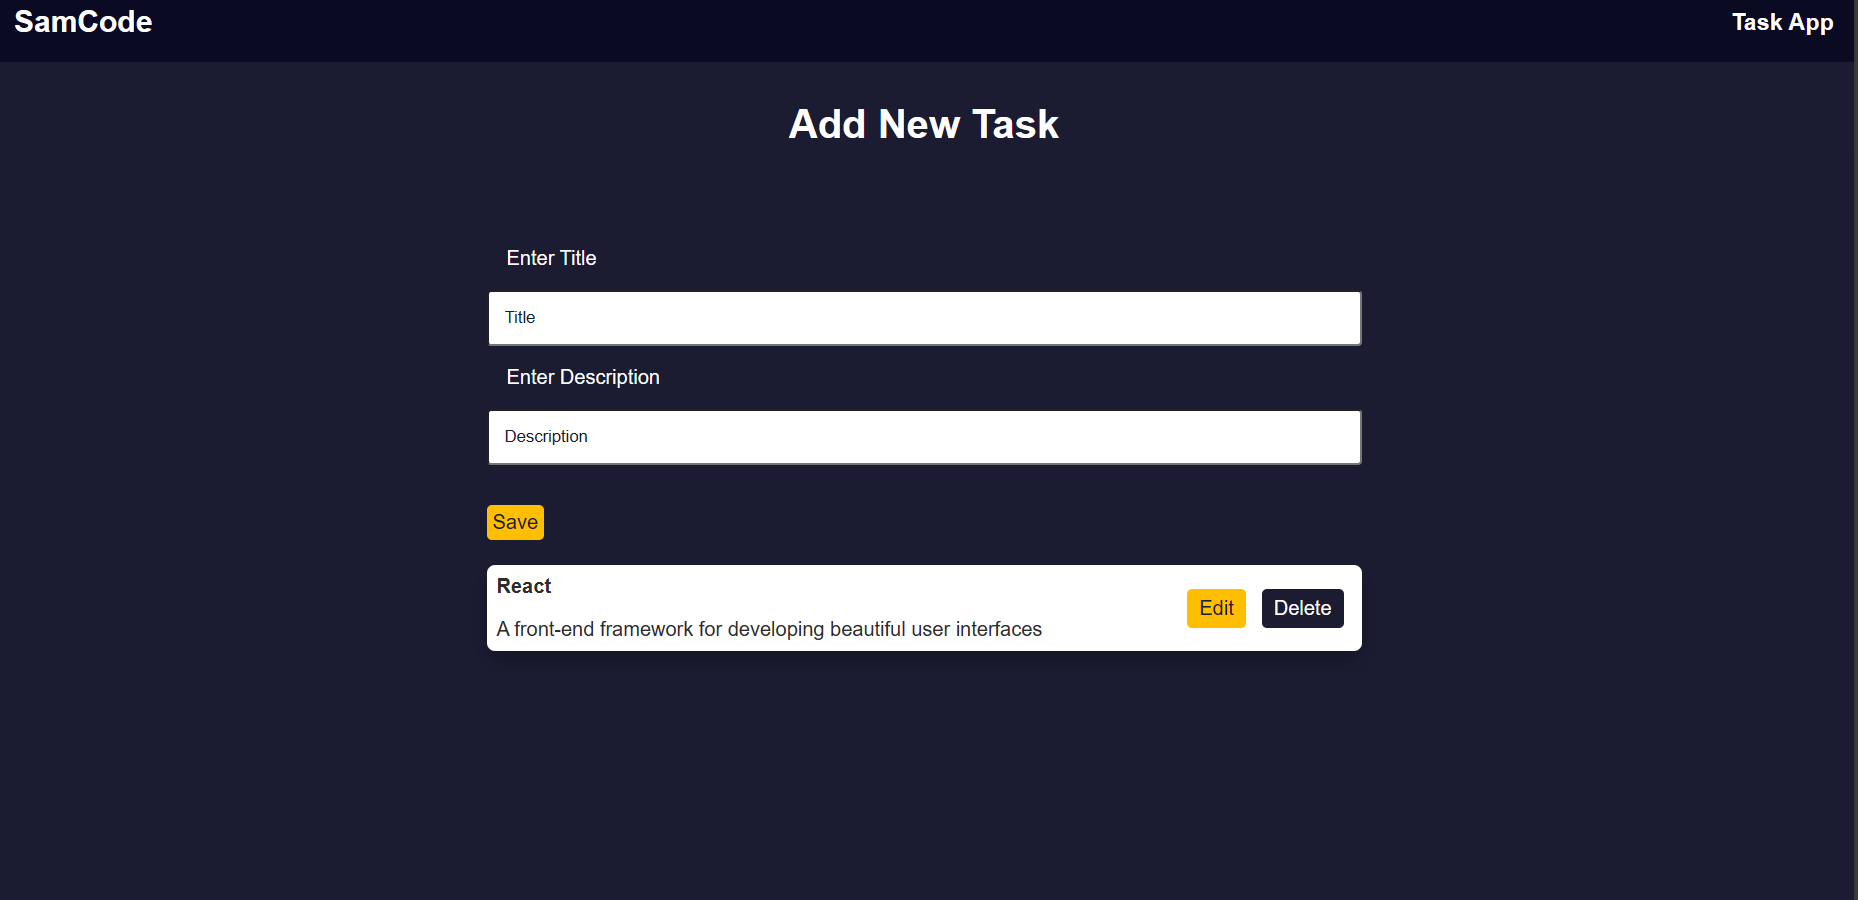 SamCode
Task App
Add New Task
Enter Title
Title
Enter Description
Description
Save
React
A front-end framework for developing beautiful user interfaces
Edit
Delete